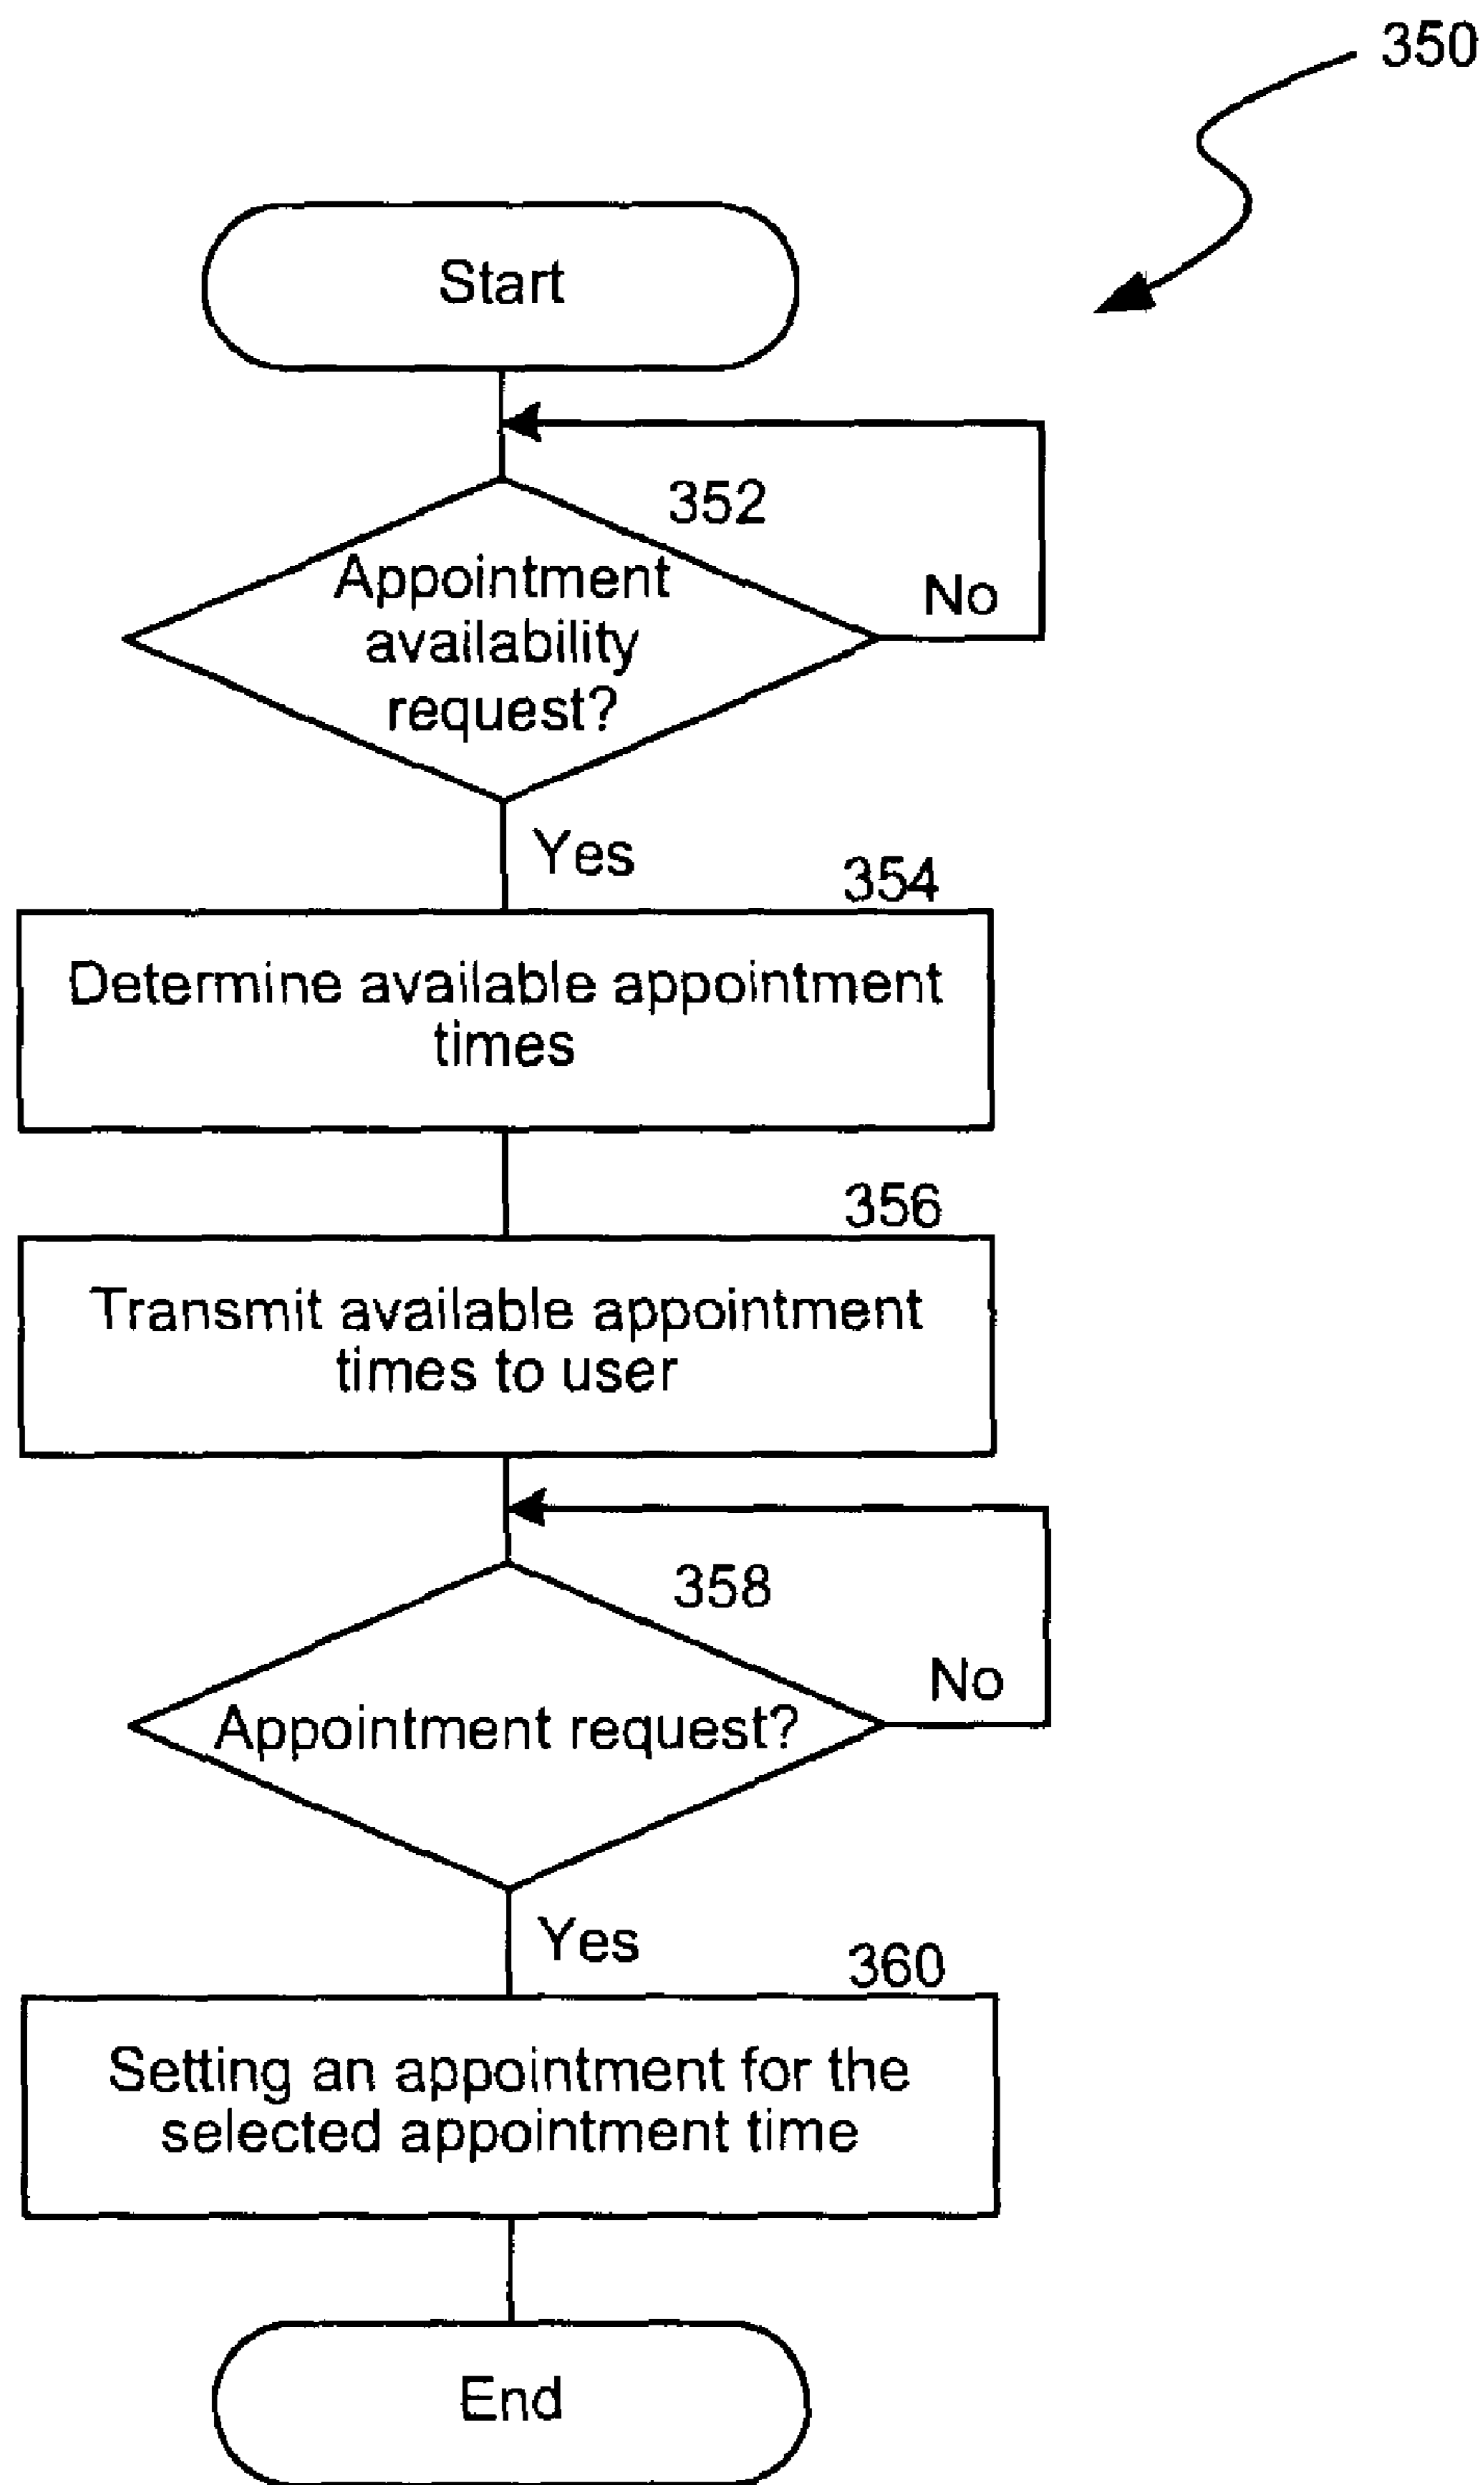 350
Start
352
Appointment
availability
request?
No
Yes
354
Determine available appointment
times
356
Transmit available appointment
times to user
358
No
Appointment request?
Yes
360
Setting an appointment for the
selected appointment time
End